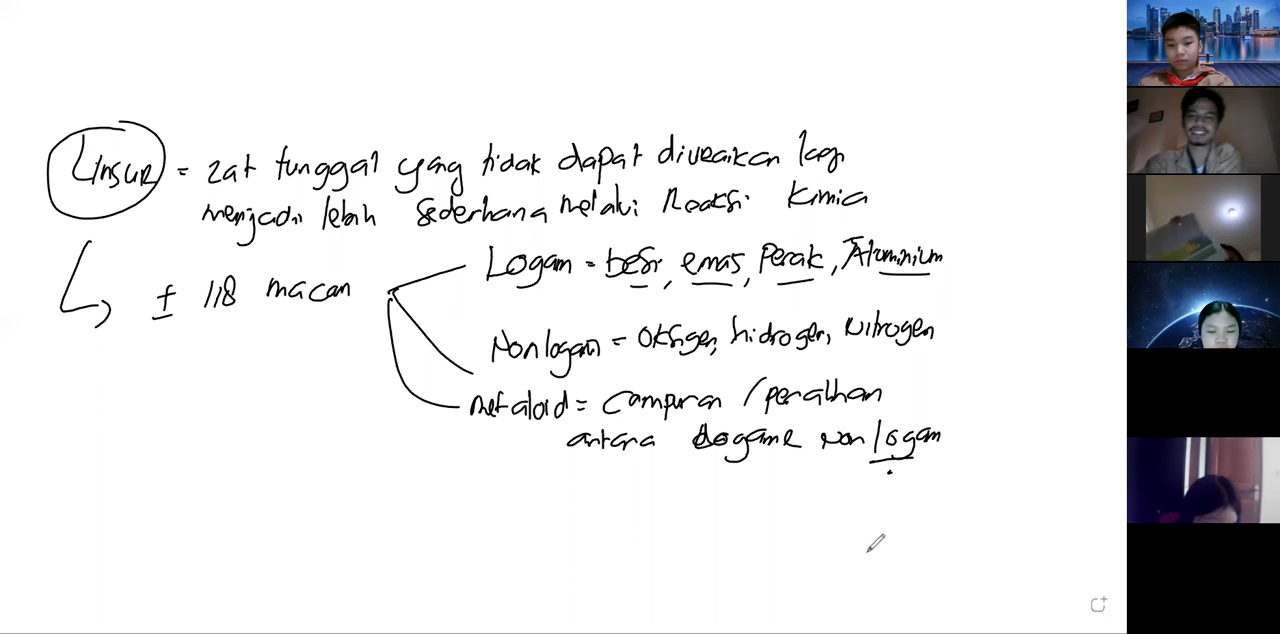 Unsur = zat tunggal yang tidak dapat diuraikan lagi
menjadi lebih sederhana melalui Reaksi Kimia
± 118 macam
Logam = besi, emas, Perak, Aluminium
Nonlogam = Oksigen, hidrogen, Nitrogen
metaloid = campuran / peralihan
antara logam & Non logam